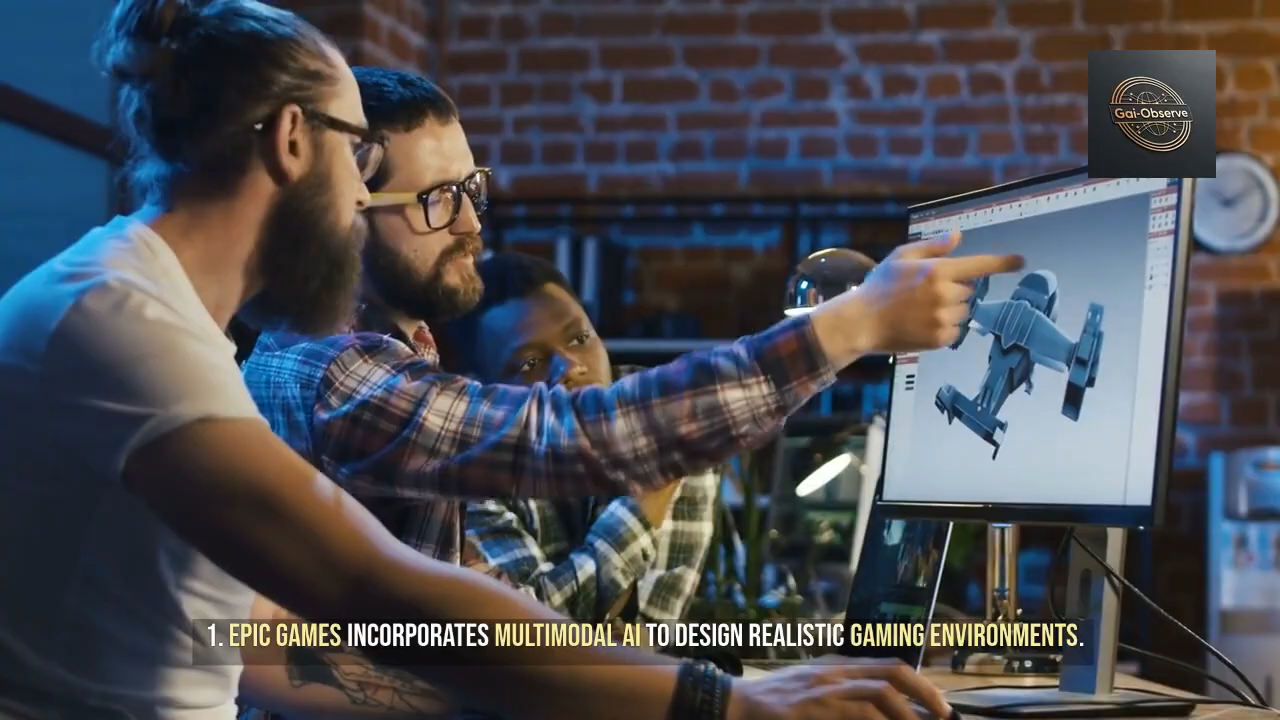 Gai-Observe
1. EPIC GAMES INCORPORATES MULTIMODAL AI TO DESIGN REALISTIC GAMING ENVIRONMENTS.